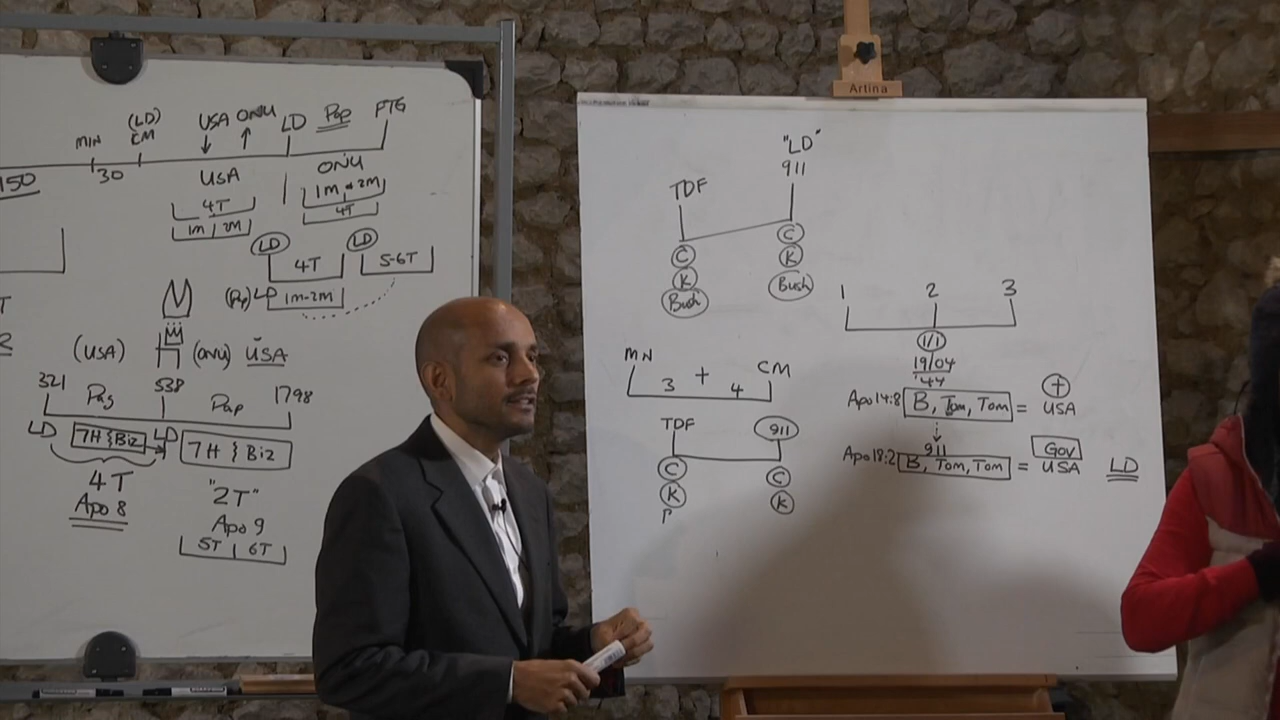 MIN
(LD)
CM
USA
ONU
LD
Pap
FTG
150
30
USA
4T
1M | 2M
ONU
1M 2M
4T
LD
4T
LD
5-6T
(Pp) LD
1M-2M
(USA)
(ONU)
USA
321
Pag
538
Pap
1798
LD
7H & Biz
LD
7H & Biz
4T
Apo 8
"2T"
Apo 9
5T | 6T
Artina
"LD"
911
TDF
C
K
Bush
C
K
Bush
1 2 3
1/1
19/04
'44
MN
3 + 4
CM
TDF
911
C
K
P
C
K
Apo 14:8 B, Tom, Tom = USA
911
Apo 18:2 B, Tom, Tom = USA
Gov
LD